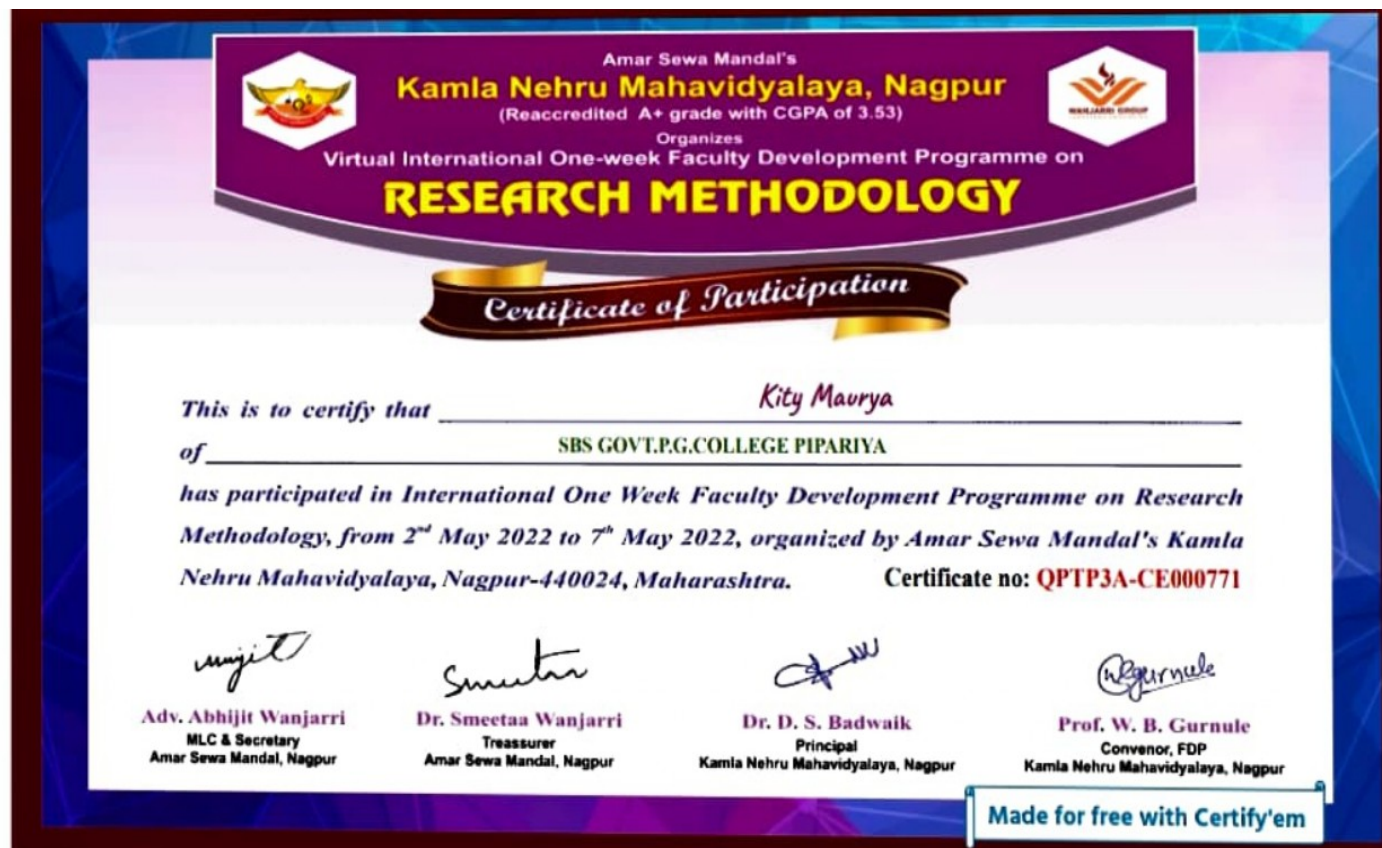 Amar Sewa Mandal's
Kamla Nehru Mahavidyalaya, Nagpur
(Reaccredited A+ grade with CGPA of 3.53)
Organizes
Virtual International One-week Faculty Development Programme on
RESEARCH METHODOLOGY
WANJARRI GROUP
Certificate of Participation
This is to certify that Kity Maurya
of SBS GOVT.P.G.COLLEGE PIPARIYA
has participated in International One Week Faculty Development Programme on Research
Methodology, from 2nd May 2022 to 7th May 2022, organized by Amar Sewa Mandal's Kamla
Nehru Mahavidyalaya, Nagpur-440024, Maharashtra. Certificate no: QPTP3A-CE000771
Adv. Abhijit Wanjarri
MLC & Secretary
Amar Sewa Mandal, Nagpur
Dr. Smeetaa Wanjarri
Treassurer
Amar Sewa Mandal, Nagpur
Dr. D. S. Badwaik
Principal
Kamla Nehru Mahavidyalaya, Nagpur
Prof. W. B. Gurnule
Convenor, FDP
Kamla Nehru Mahavidyalaya, Nagpur
Made for free with Certify'em